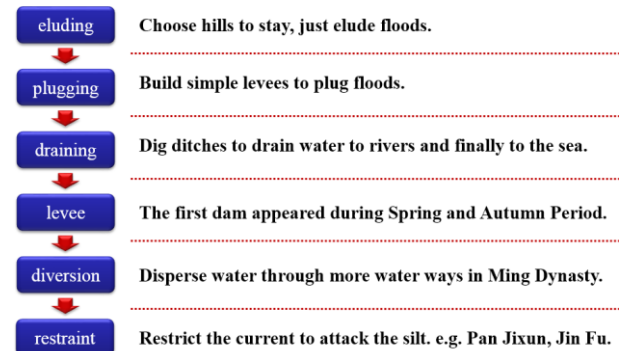 eluding Choose hills to stay, just elude floods.
plugging Build simple levees to plug floods.
draining Dig ditches to drain water to rivers and finally to the sea.
levee The first dam appeared during Spring and Autumn Period.
diversion Disperse water through more water ways in Ming Dynasty.
restraint Restrict the current to attack the silt. e.g. Pan Jixun, Jin Fu.